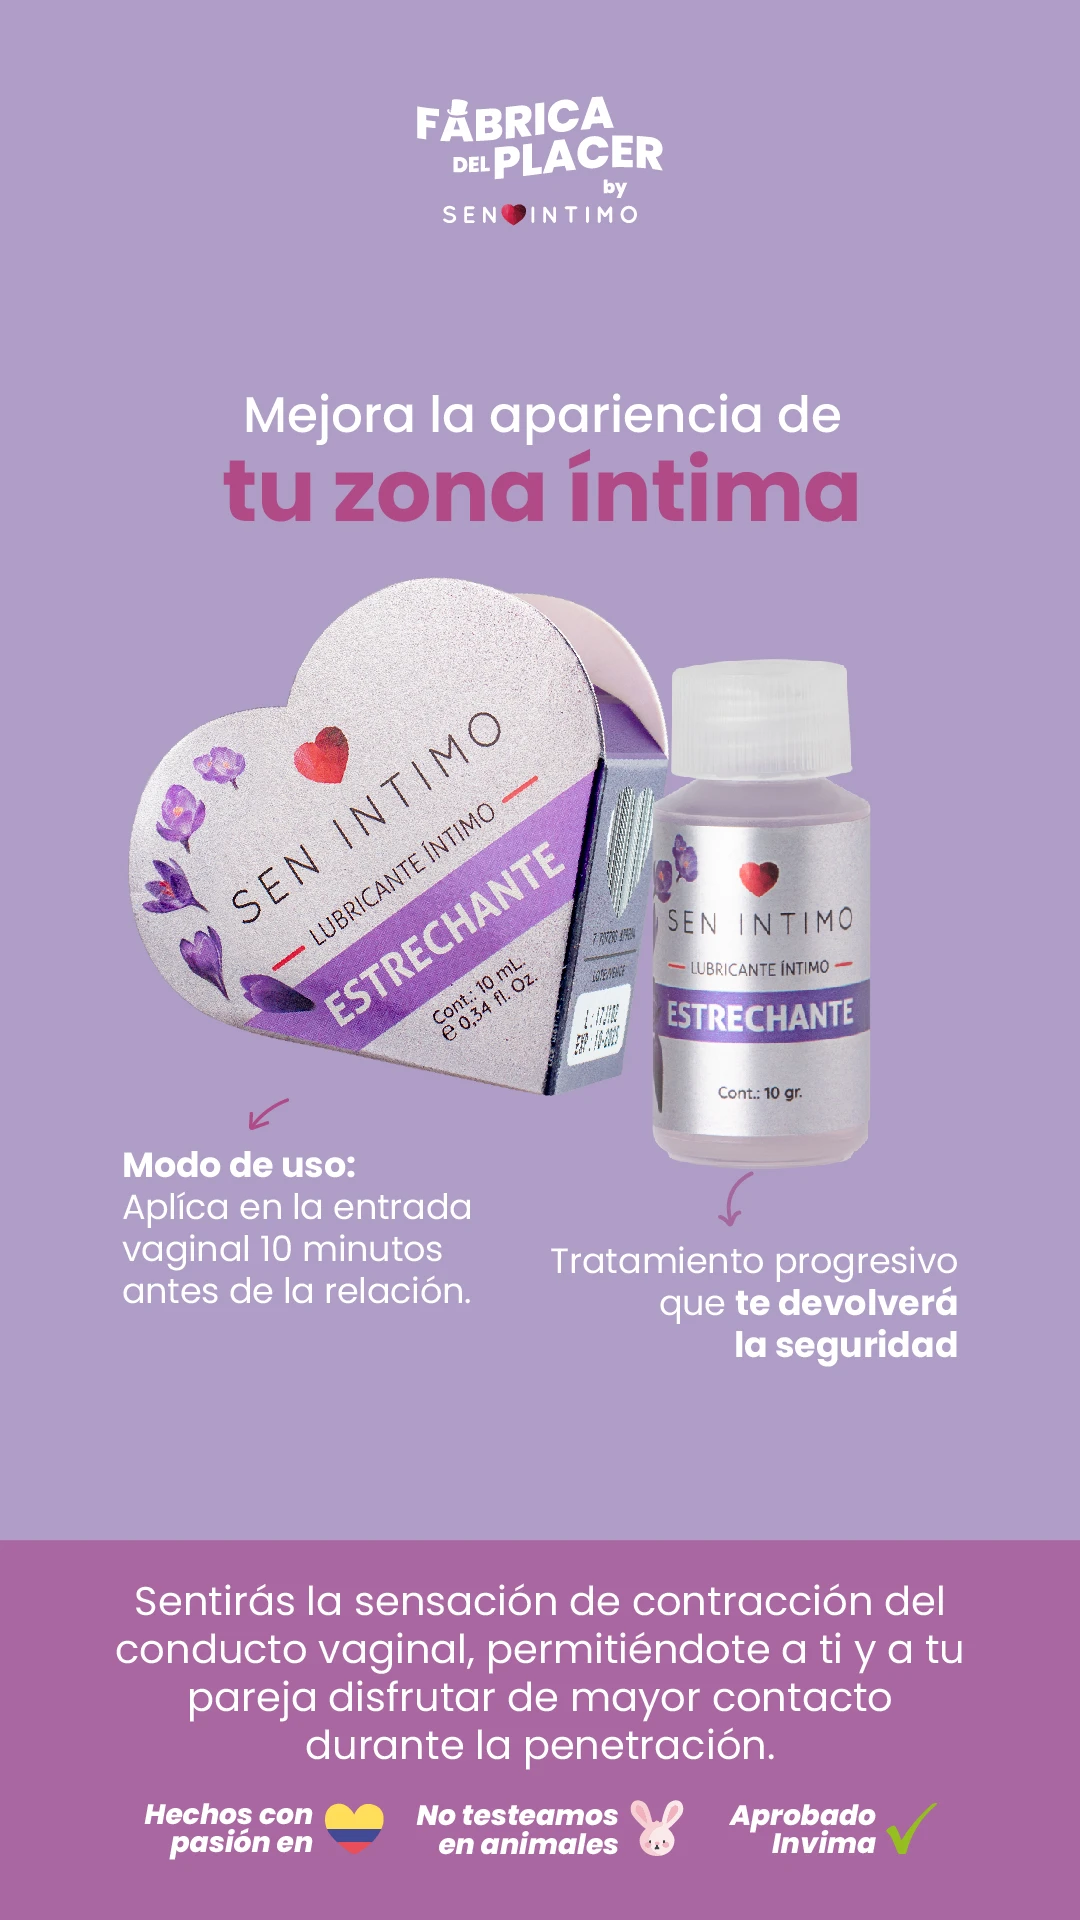 FÁBRICA
DEL PLACER
by
SEN INTIMO
Mejora la apariencia de
tu zona íntima
SEN INTIMO
LUBRICANTE ÍNTIMO
ESTRECHANTE
Cont.: 10 mL.
e 0,34 fl. Oz.
L: 17J102
EXP: 10-2025
SEN INTIMO
LUBRICANTE ÍNTIMO
ESTRECHANTE
Cont.: 10 gr.
Modo de uso:
Aplíca en la entrada
vaginal 10 minutos
antes de la relación.
Tratamiento progresivo
que te devolverá
la seguridad
Sentirás la sensación de contracción del
conducto vaginal, permitiéndote a ti y a tu
pareja disfrutar de mayor contacto
durante la penetración.
Hechos con
pasión en
No testeamos
en animales
Aprobado
Invima